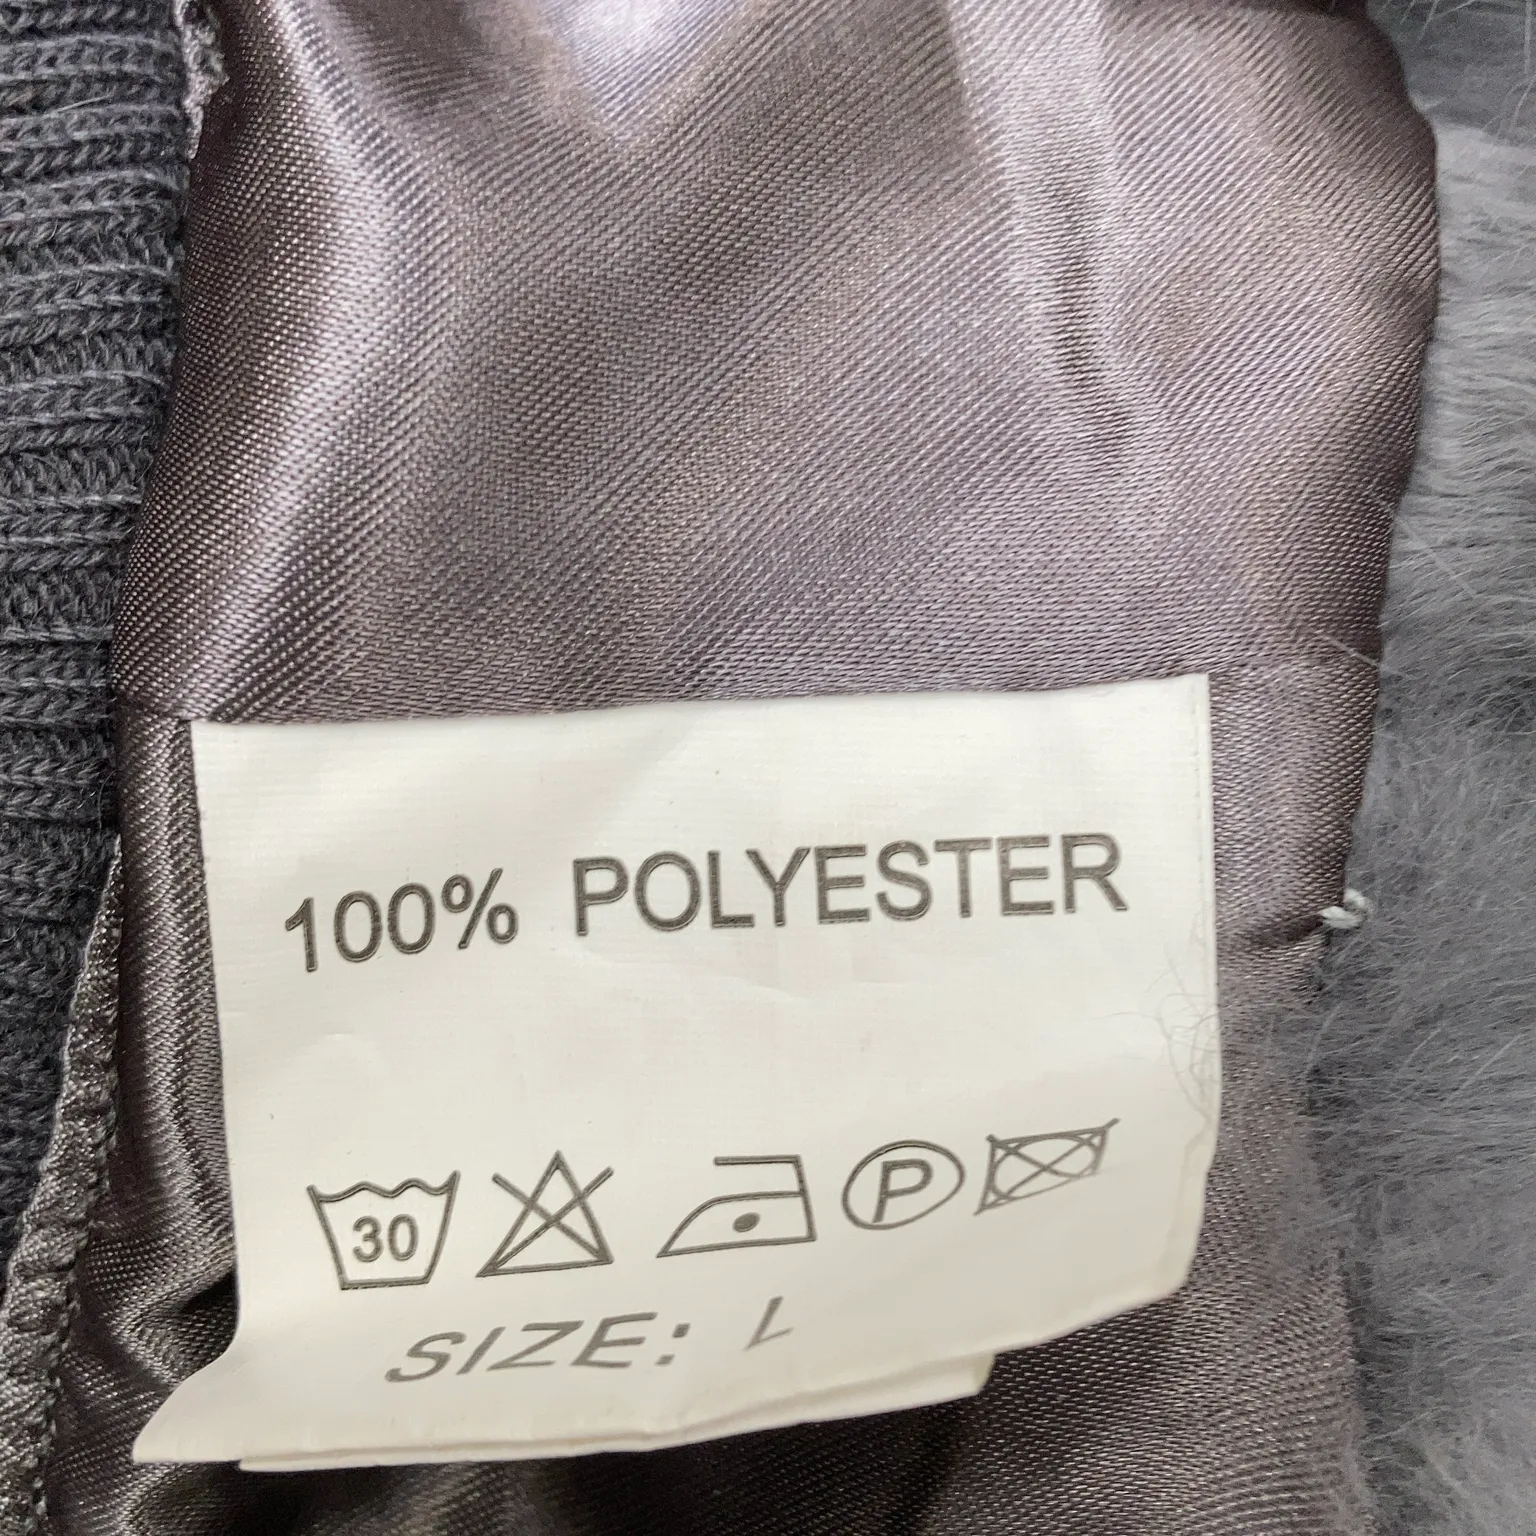 100% POLYESTER
30 P
SIZE: L